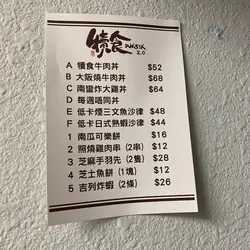 犢食
2.0
A 犢食牛肉丼 $52
B 大阪燒牛肉丼 $68
C 南蠻炸大雞丼 $64
D 每週唔同丼
E 低卡煙三文魚沙律 $48
F 低卡日式熟蝦沙律 $44
1 南瓜可樂餅 $16
2 照燒雞肉串 (2串) $12
3 芝麻手羽先 (2隻) $28
4 芝士魚餅 (1塊) $12
5 吉列炸蝦 (2條) $26